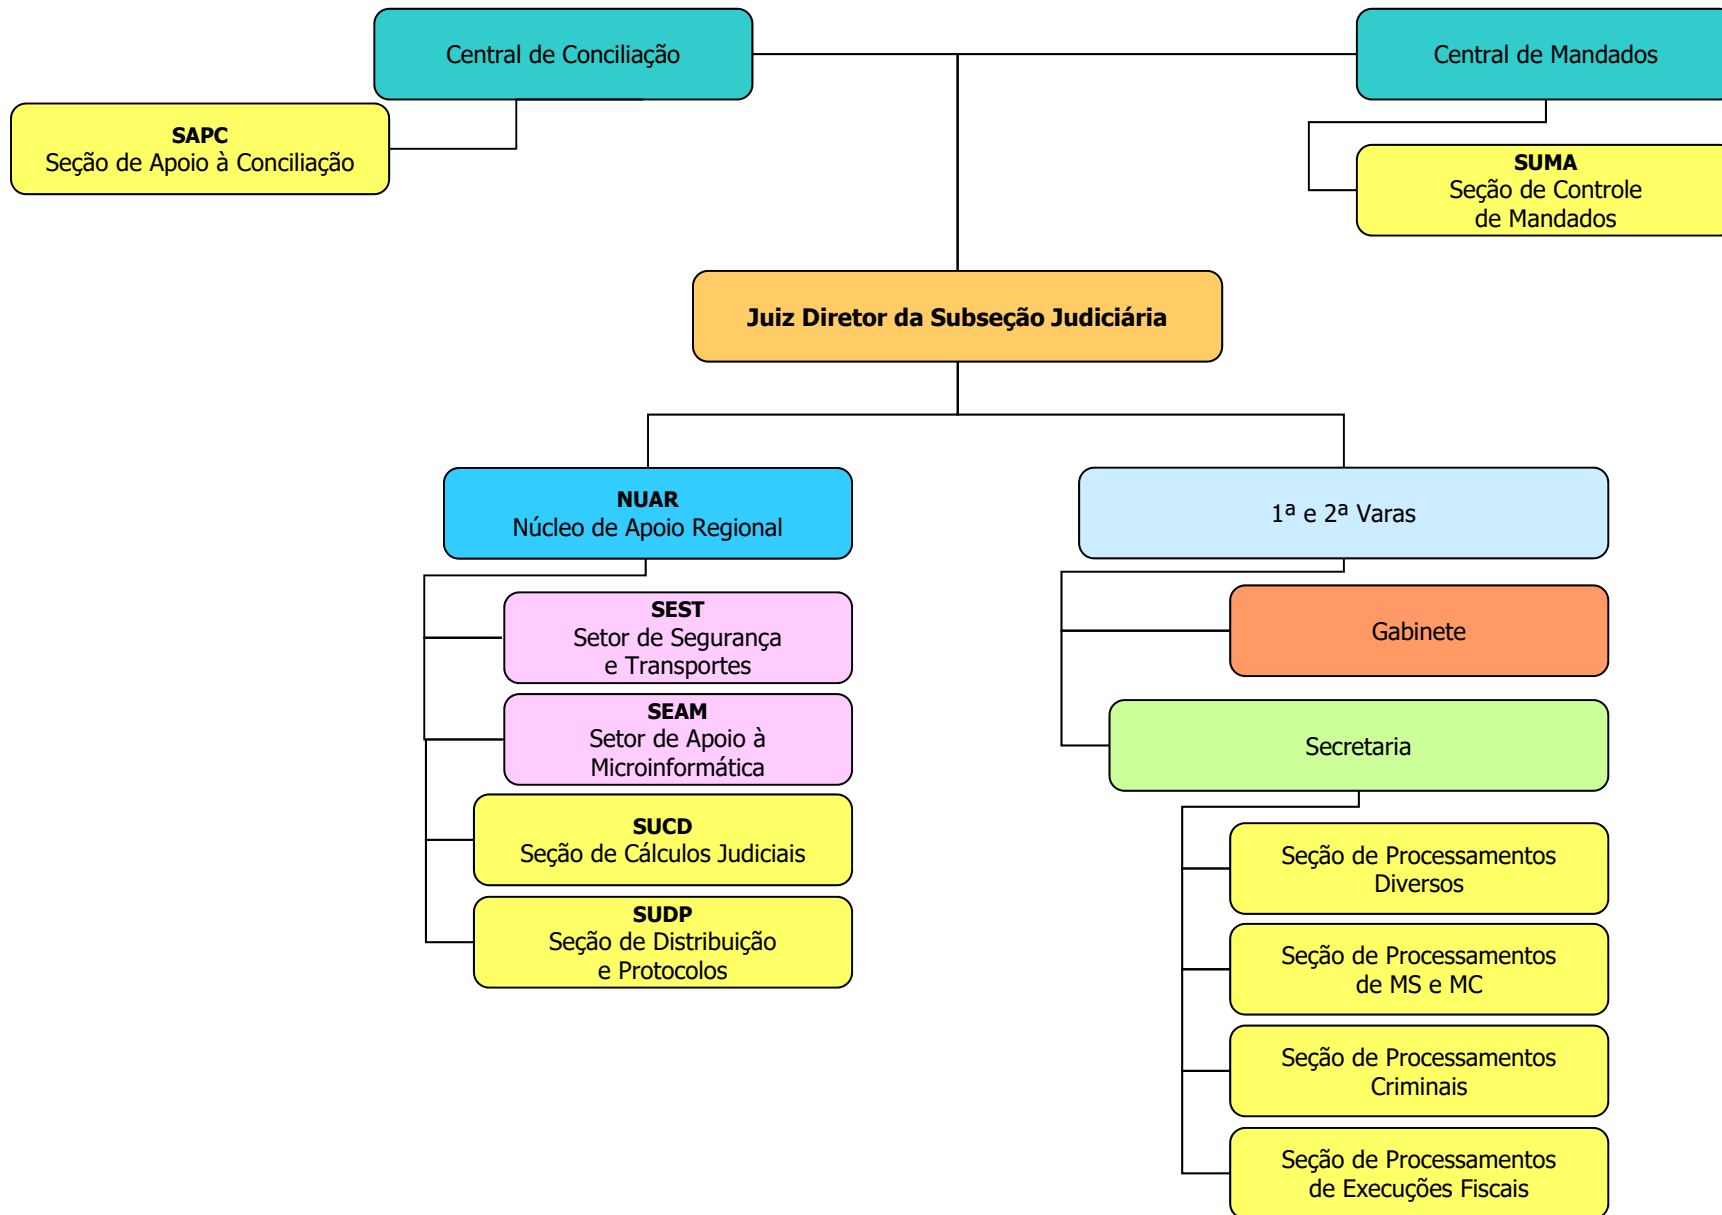 Central de Conciliação
Central de Mandados
SAPC
Seção de Apoio à Conciliação
SUMA
Seção de Controle
de Mandados
Juiz Diretor da Subseção Judiciária
NUAR
Núcleo de Apoio Regional
SEST
Setor de Segurança
e Transportes
SEAM
Setor de Apoio à
Microinformática
SUCD
Seção de Cálculos Judiciais
SUDP
Seção de Distribuição
e Protocolos
1ª e 2ª Varas
Gabinete
Secretaria
Seção de Processamentos
Diversos
Seção de Processamentos
de MS e MC
Seção de Processamentos
Criminais
Seção de Processamentos
de Execuções Fiscais